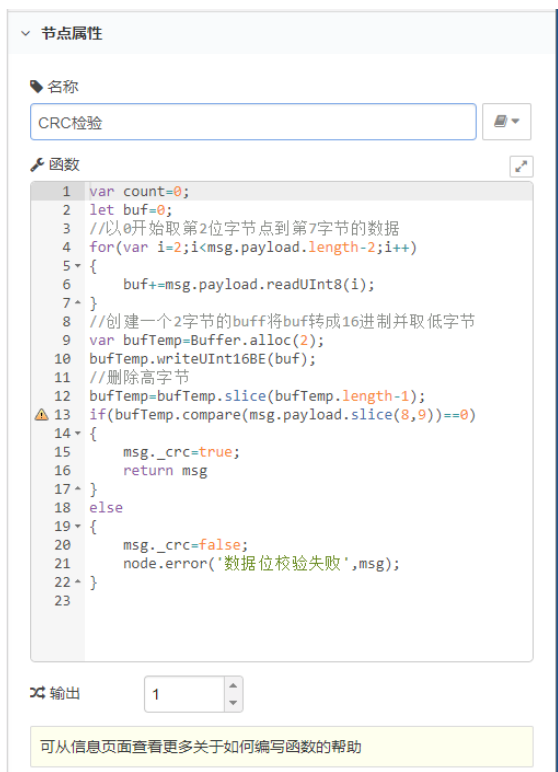 节点属性
名称
CRC检验
函数
1 var count=0;
2 let buf=0;
3 //以0开始取第2位字节点到第7字节的数据
4 for(var i=2;i<msg.payload.length-2;i++)
5 {
6 buf+=msg.payload.readUInt8(i);
7 }
8 //创建一个2字节的buff将buf转成16进制并取低字节
9 var bufTemp=Buffer.alloc(2);
10 bufTemp.writeUInt16BE(buf);
11 //删除高字节
12 bufTemp=bufTemp.slice(bufTemp.length-1);
13 if(bufTemp.compare(msg.payload.slice(8,9))==0)
14 {
15 msg._crc=true;
16 return msg
17 }
18 else
19 {
20 msg._crc=false;
21 node.error('数据位校验失败',msg);
22 }
23
输出 1
可从信息页面查看更多关于如何编写函数的帮助